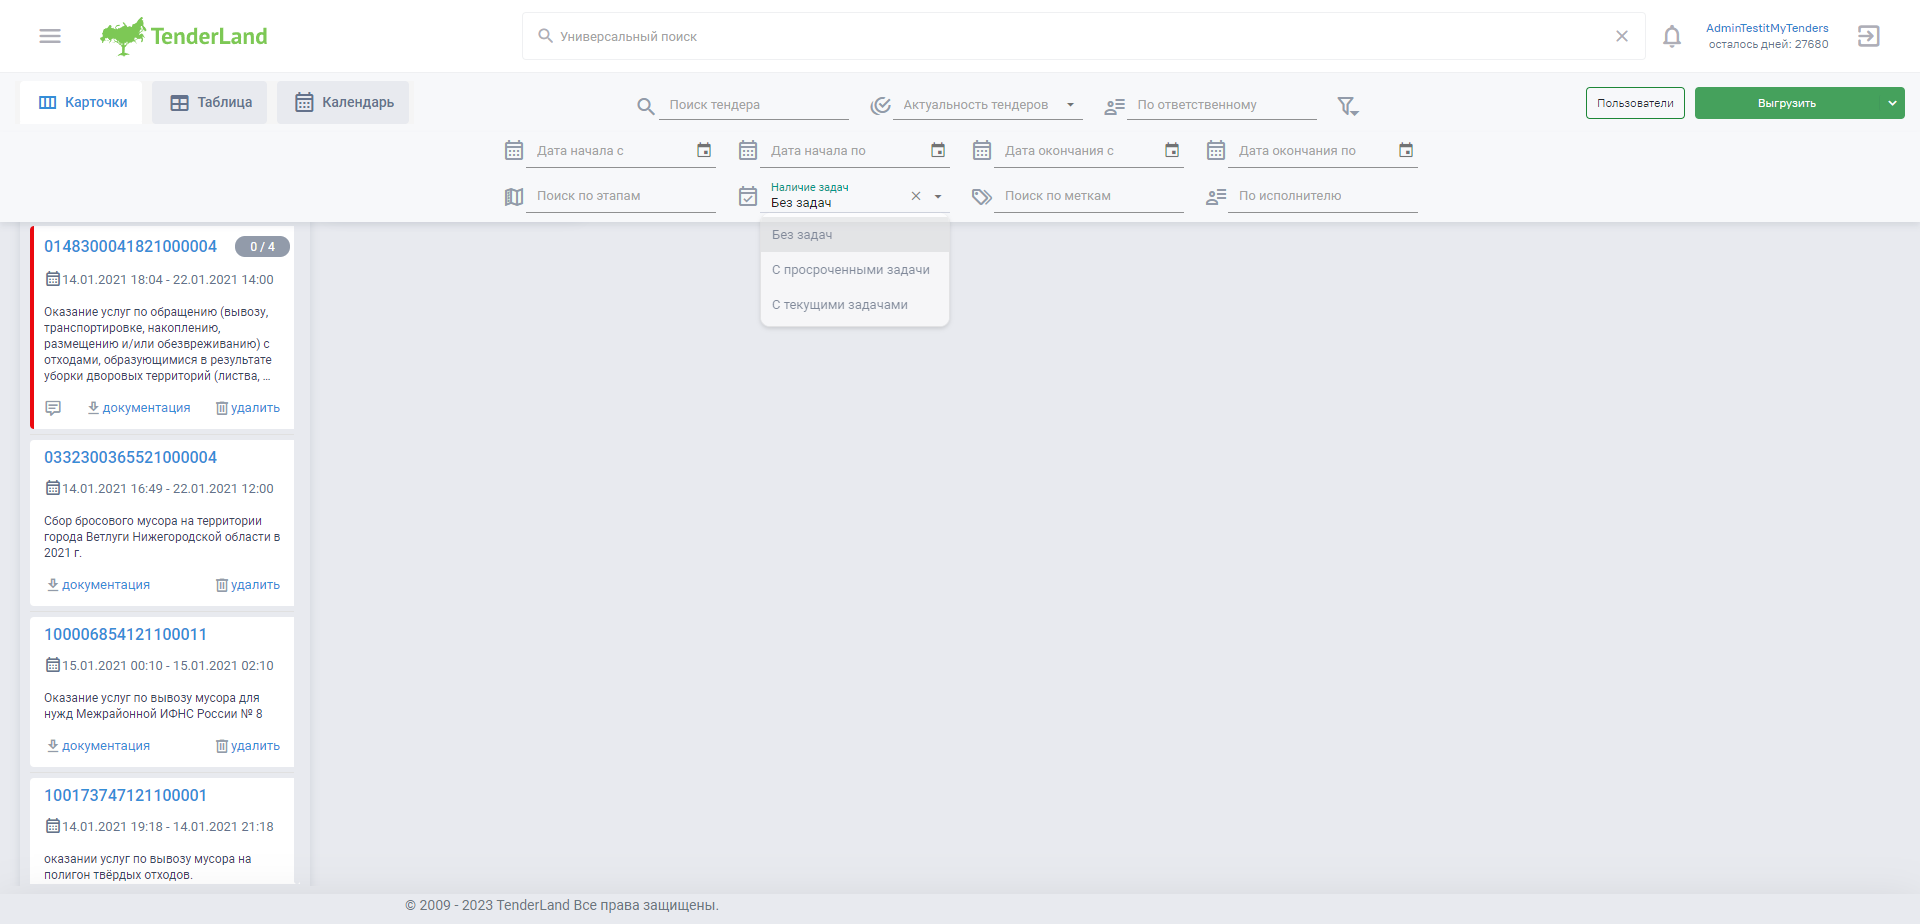 TenderLand
Универсальный поиск
AdminTestitMyTenders
осталось дней: 27680
Карточки
Таблица
Календарь
Поиск тендера
Актуальность тендеров
По ответственному
Пользователи
Выгрузить
Дата начала с
Дата начала по
Дата окончания с
Дата окончания по
Поиск по этапам
Наличие задач
Без задач
Поиск по меткам
По исполнителю
Без задач
С просроченными задачи
С текущими задачами
0148300041821000004
0 / 4
14.01.2021 18:04 - 22.01.2021 14:00
Оказание услуг по обращению (вывозу,
транспортировке, накоплению,
размещению и/или обезвреживанию) с
отходами, образующимися в результате
уборки дворовых территорий (листва, ...
документация
удалить
0332300365521000004
14.01.2021 16:49 - 22.01.2021 12:00
Сбор бросового мусора на территории
города Ветлуги Нижегородской области в
2021 г.
документация
удалить
100006854121100011
15.01.2021 00:10 - 15.01.2021 02:10
Оказание услуг по вывозу мусора для
нужд Межрайонной ИФНС России № 8
документация
удалить
100173747121100001
14.01.2021 19:18 - 14.01.2021 21:18
оказании услуг по вывозу мусора на
полигон твёрдых отходов.
© 2009 - 2023 TenderLand Все права защищены.